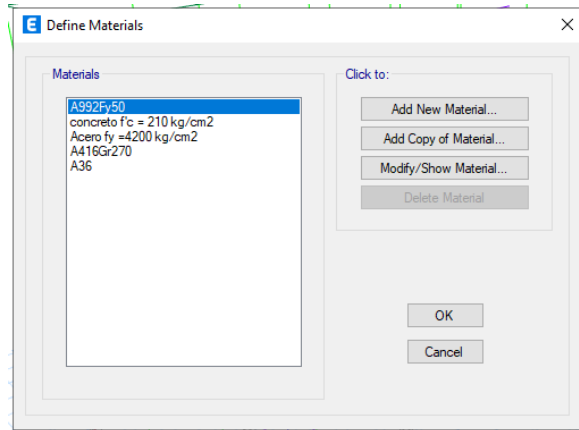 E Define Materials
Materials
A992Fy50
concreto f'c = 210 kg/cm2
Acero fy =4200 kg/cm2
A416Gr270
A36
Click to:
Add New Material...
Add Copy of Material...
Modify/Show Material...
Delete Material
OK
Cancel